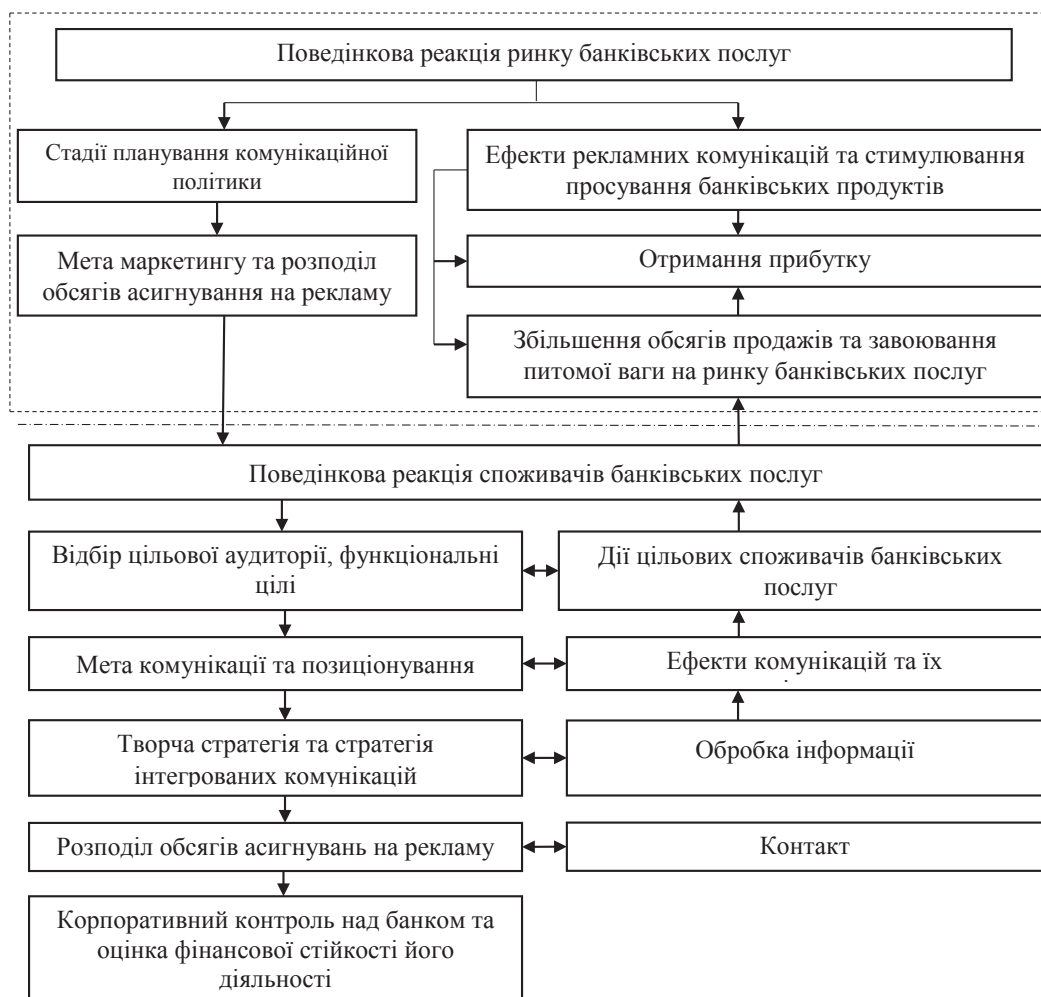 Поведінкова реакція ринку банківських послуг
Стадії планування комунікаційної
політики
Ефекти рекламних комунікацій та стимулювання
просування банківських продуктів
Мета маркетингу та розподіл
обсягів асигнування на рекламу
Отримання прибутку
Збільшення обсягів продажів та завоювання
питомої ваги на ринку банківських послуг
Поведінкова реакція споживачів банківських послуг
Відбір цільової аудиторії, функціональні
цілі
Дії цільових споживачів банківських
послуг
Мета комунікації та позиціонування
Ефекти комунікацій та їх
Творча стратегія та стратегія
інтегрованих комунікацій
Обробка інформації
Розподіл обсягів асигнувань на рекламу
Контакт
Корпоративний контроль над банком та
оцінка фінансової стійкості його
діяльності